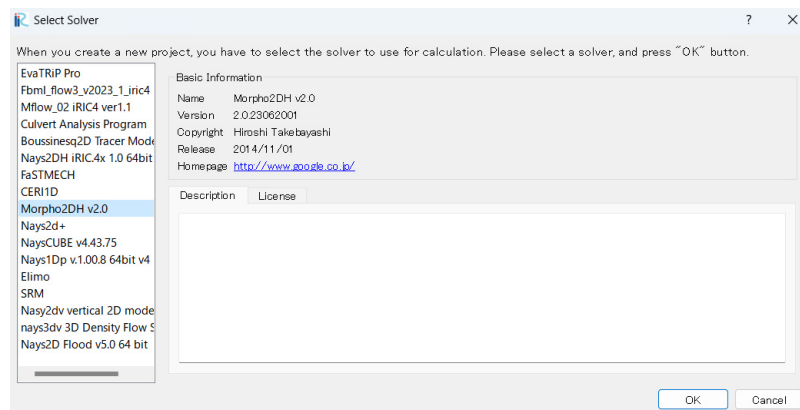 iRIC Select Solver ? ×
When you create a new project, you have to select the solver to use for calculation. Please select a solver, and press ˝OK˝ button.
EvaTRiP Pro
Fbml_flow3_v2023_1_iric4
Mflow_02 iRIC4 ver1.1
Culvert Analysis Program
Boussinesq2D Tracer Mode
Nays2DH iRIC.4x 1.0 64bit
FaSTMECH
CERI1D
Morpho2DH v2.0
Nays2d+
NaysCUBE v4.43.75
Nays1Dp v.1.00.8 64bit v4
Elimo
SRM
Nasy2dv vertical 2D mode
nays3dv 3D Density Flow S
Nays2D Flood v5.0 64 bit
Basic Information
Name Morpho2DH v2.0
Version 2.0.23062001
Copyright Hiroshi Takebayashi
Release 2014/11/01
Homepage http://www.google.co.jp/
Description License
OK Cancel